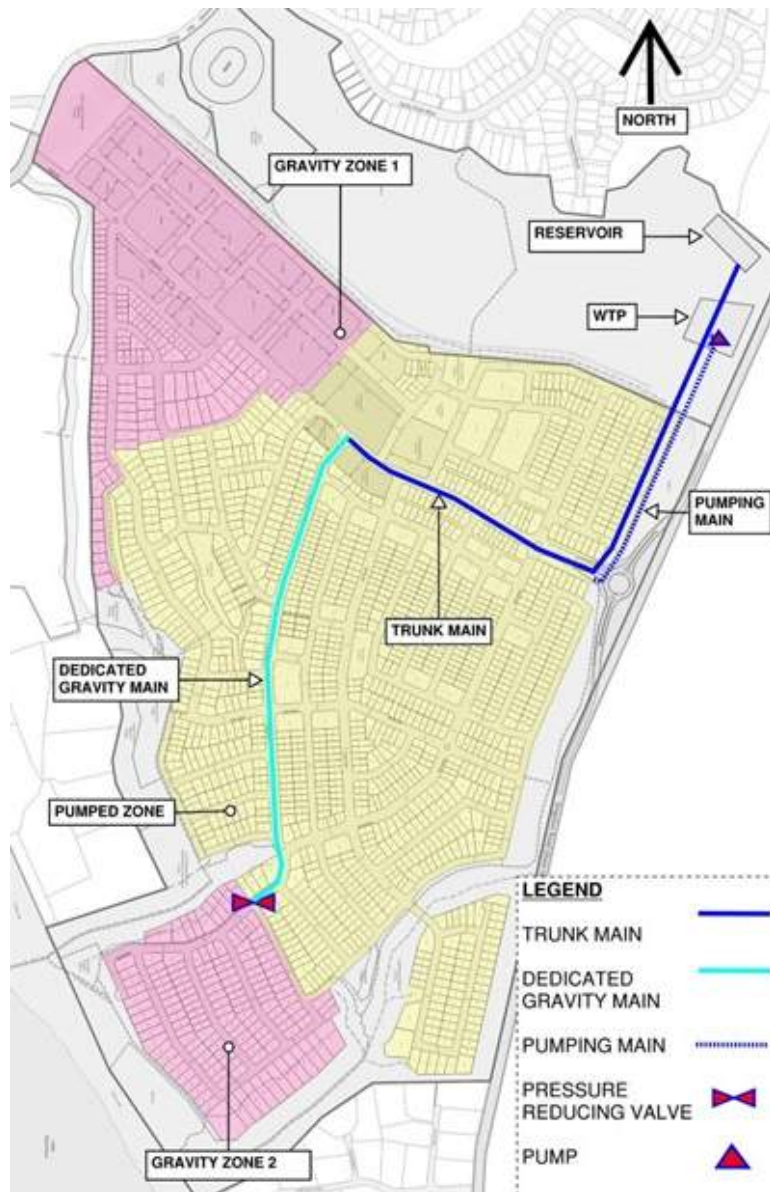 NORTH
GRAVITY ZONE 1
RESERVOIR
WTP
PUMPING
MAIN
TRUNK MAIN
DEDICATED
GRAVITY MAIN
PUMPED ZONE
GRAVITY ZONE 2
LEGEND
TRUNK MAIN
DEDICATED
GRAVITY MAIN
PUMPING MAIN
PRESSURE
REDUCING VALVE
PUMP